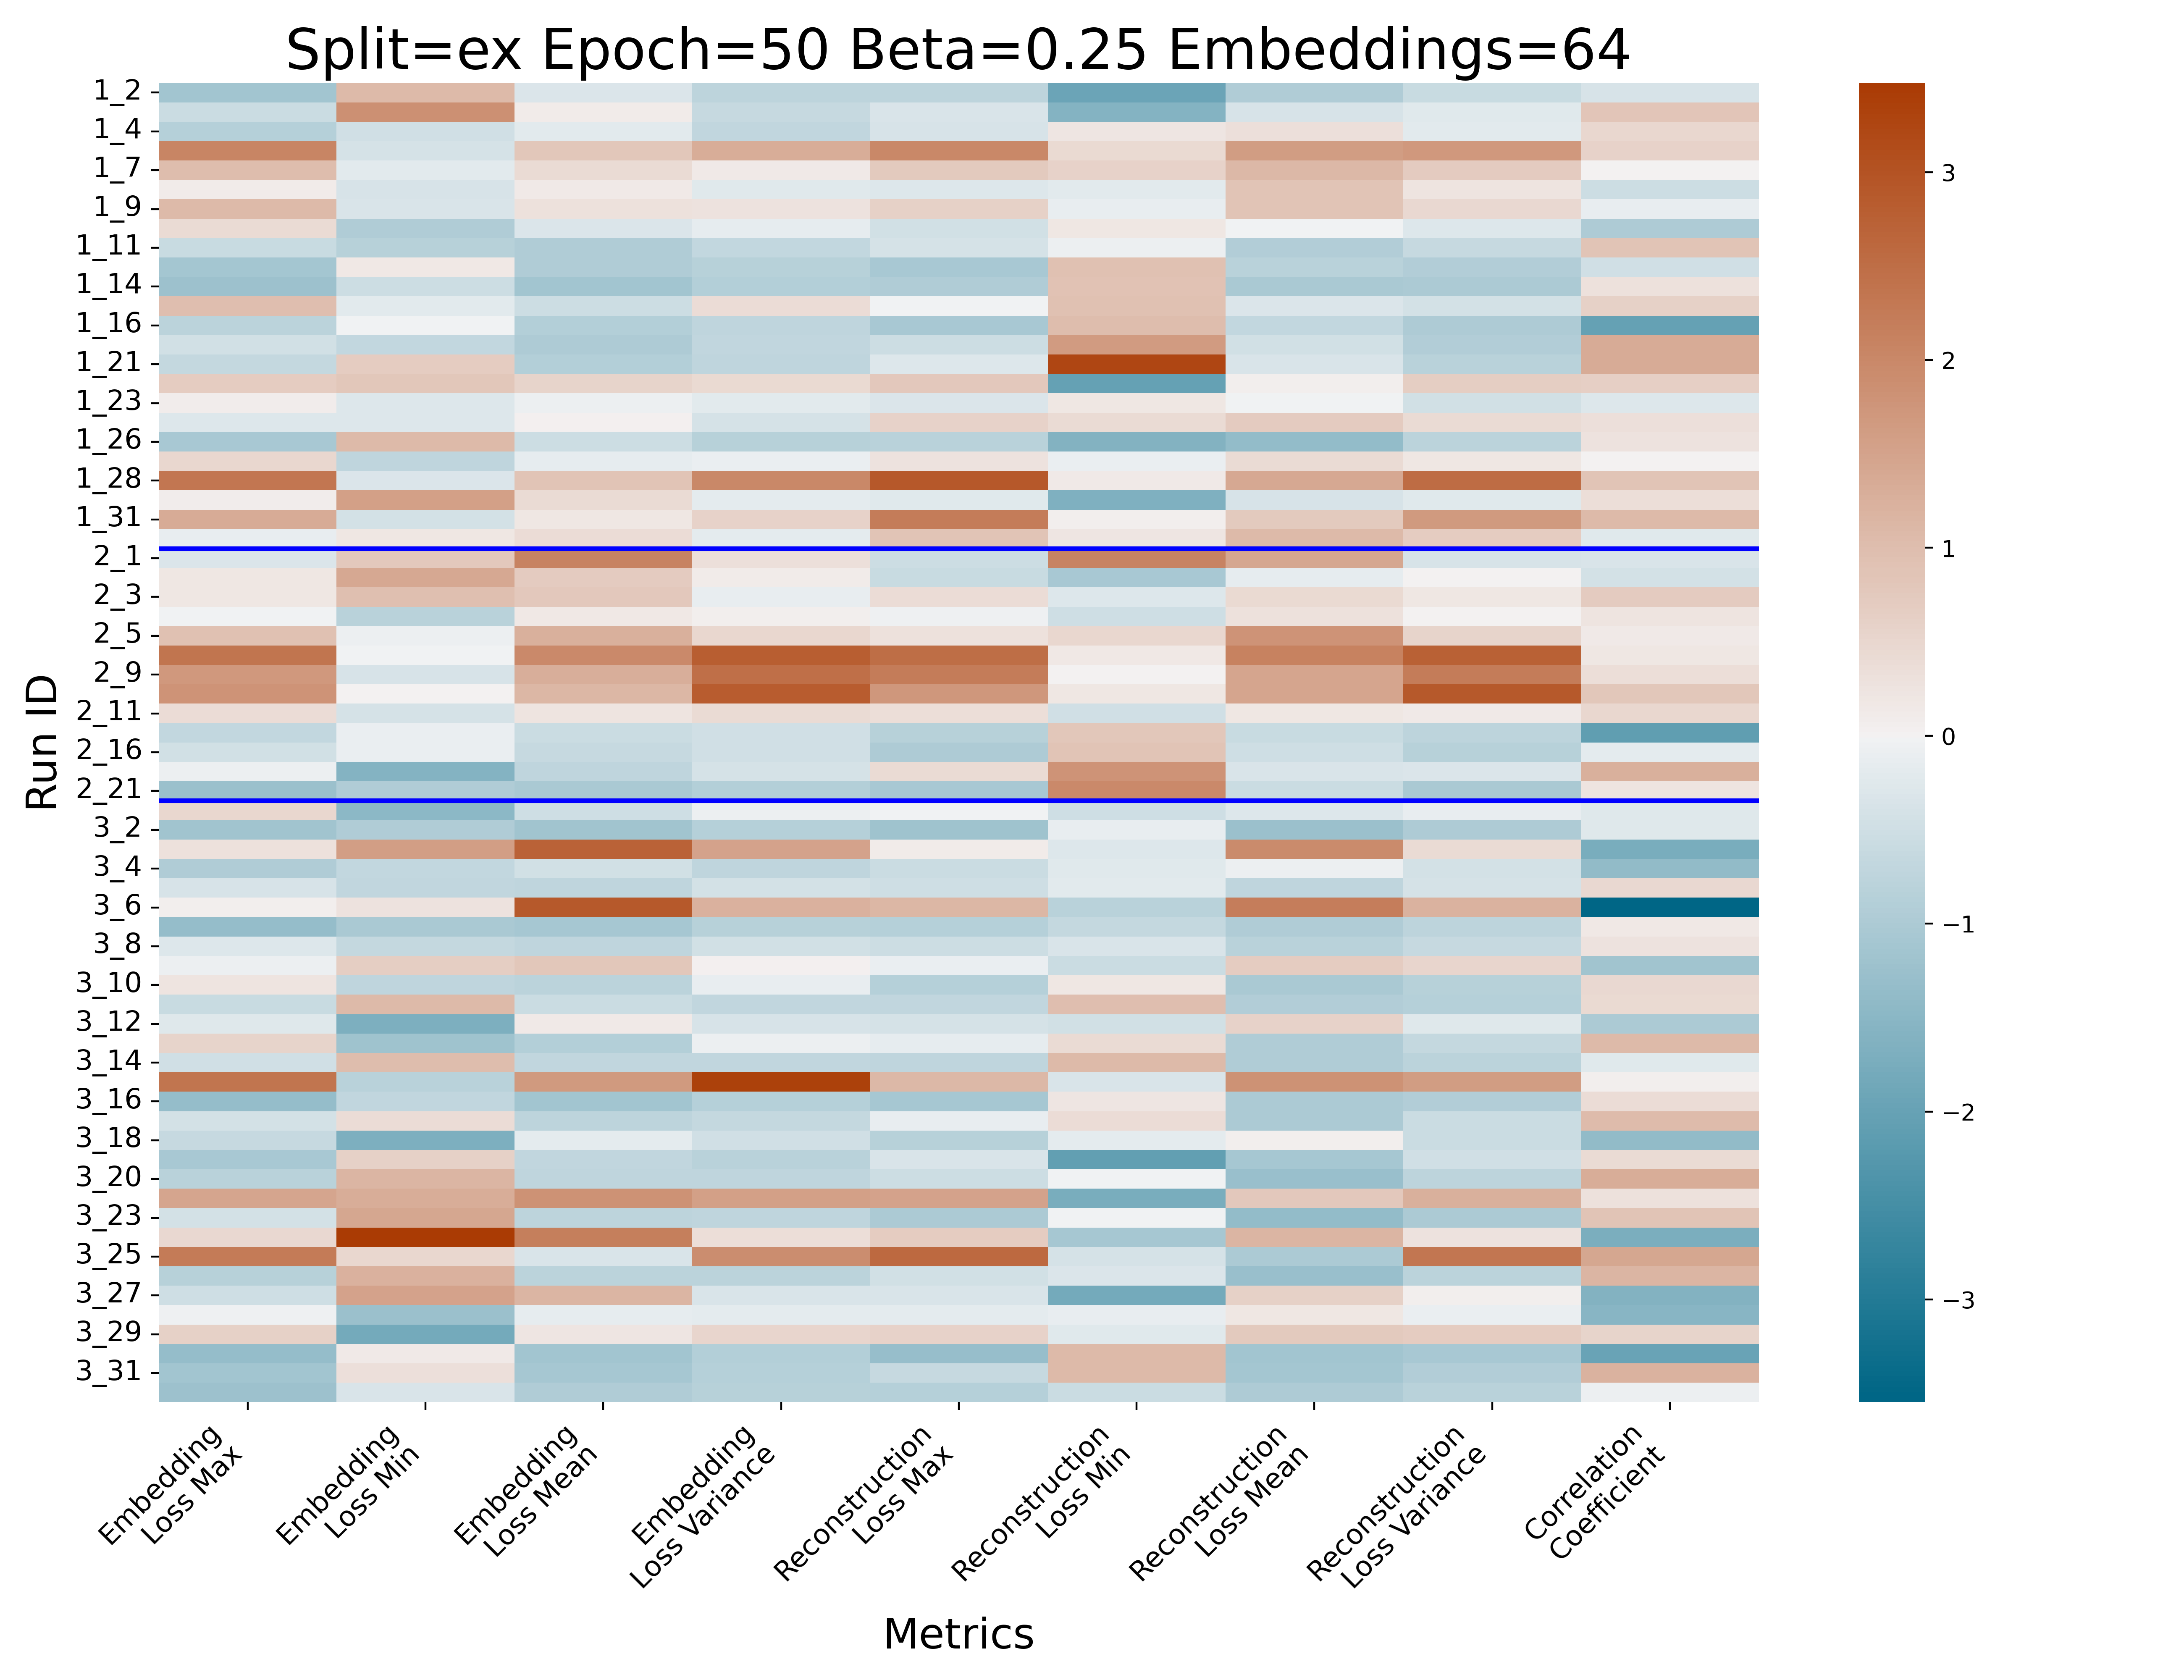 Split=ex Epoch=50 Beta=0.25 Embeddings=64
Run ID
1_2
1_4
1_7
1_9
1_11
1_14
1_16
1_21
1_23
1_26
1_28
1_31
2_1
2_3
2_5
2_9
2_11
2_16
2_21
3_2
3_4
3_6
3_8
3_10
3_12
3_14
3_16
3_18
3_20
3_23
3_25
3_27
3_29
3_31
Embedding
Loss Max
Embedding
Loss Min
Embedding
Loss Mean
Embedding
Loss Variance
Reconstruction
Loss Max
Reconstruction
Loss Min
Reconstruction
Loss Mean
Reconstruction
Loss Variance
Correlation
Coefficient
Metrics
3
2
1
0
−1
−2
−3